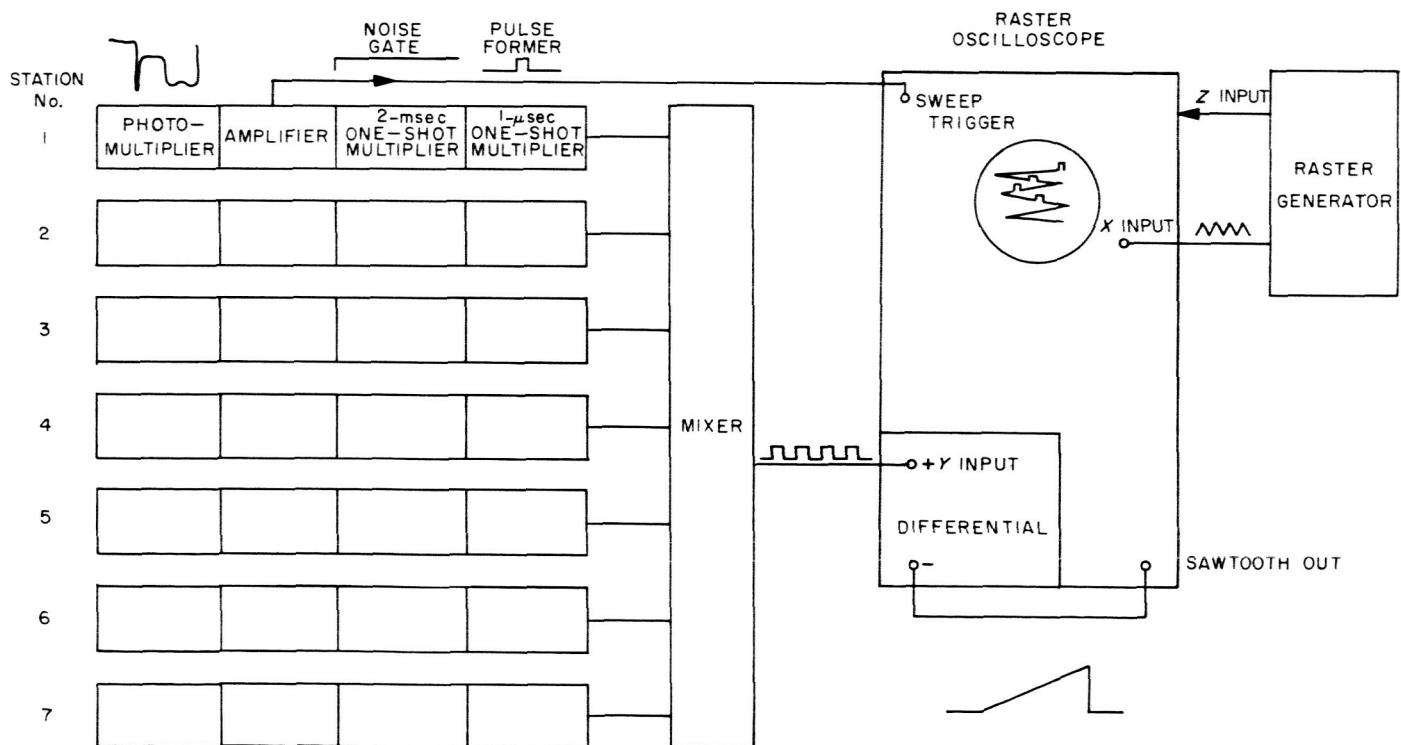 RASTER
OSCILLOSCOPE
NOISE
GATE
PULSE
FORMER
STATION
No.
1
PHOTO-
MULTIPLIER
AMPLIFIER
2-msec
ONE-SHOT
MULTIPLIER
1-μsec
ONE-SHOT
MULTIPLIER
SWEEP
TRIGGER
Z INPUT
RASTER
GENERATOR
X INPUT
2
3
4
5
6
7
MIXER
+Y INPUT
DIFFERENTIAL
-
SAWTOOTH OUT